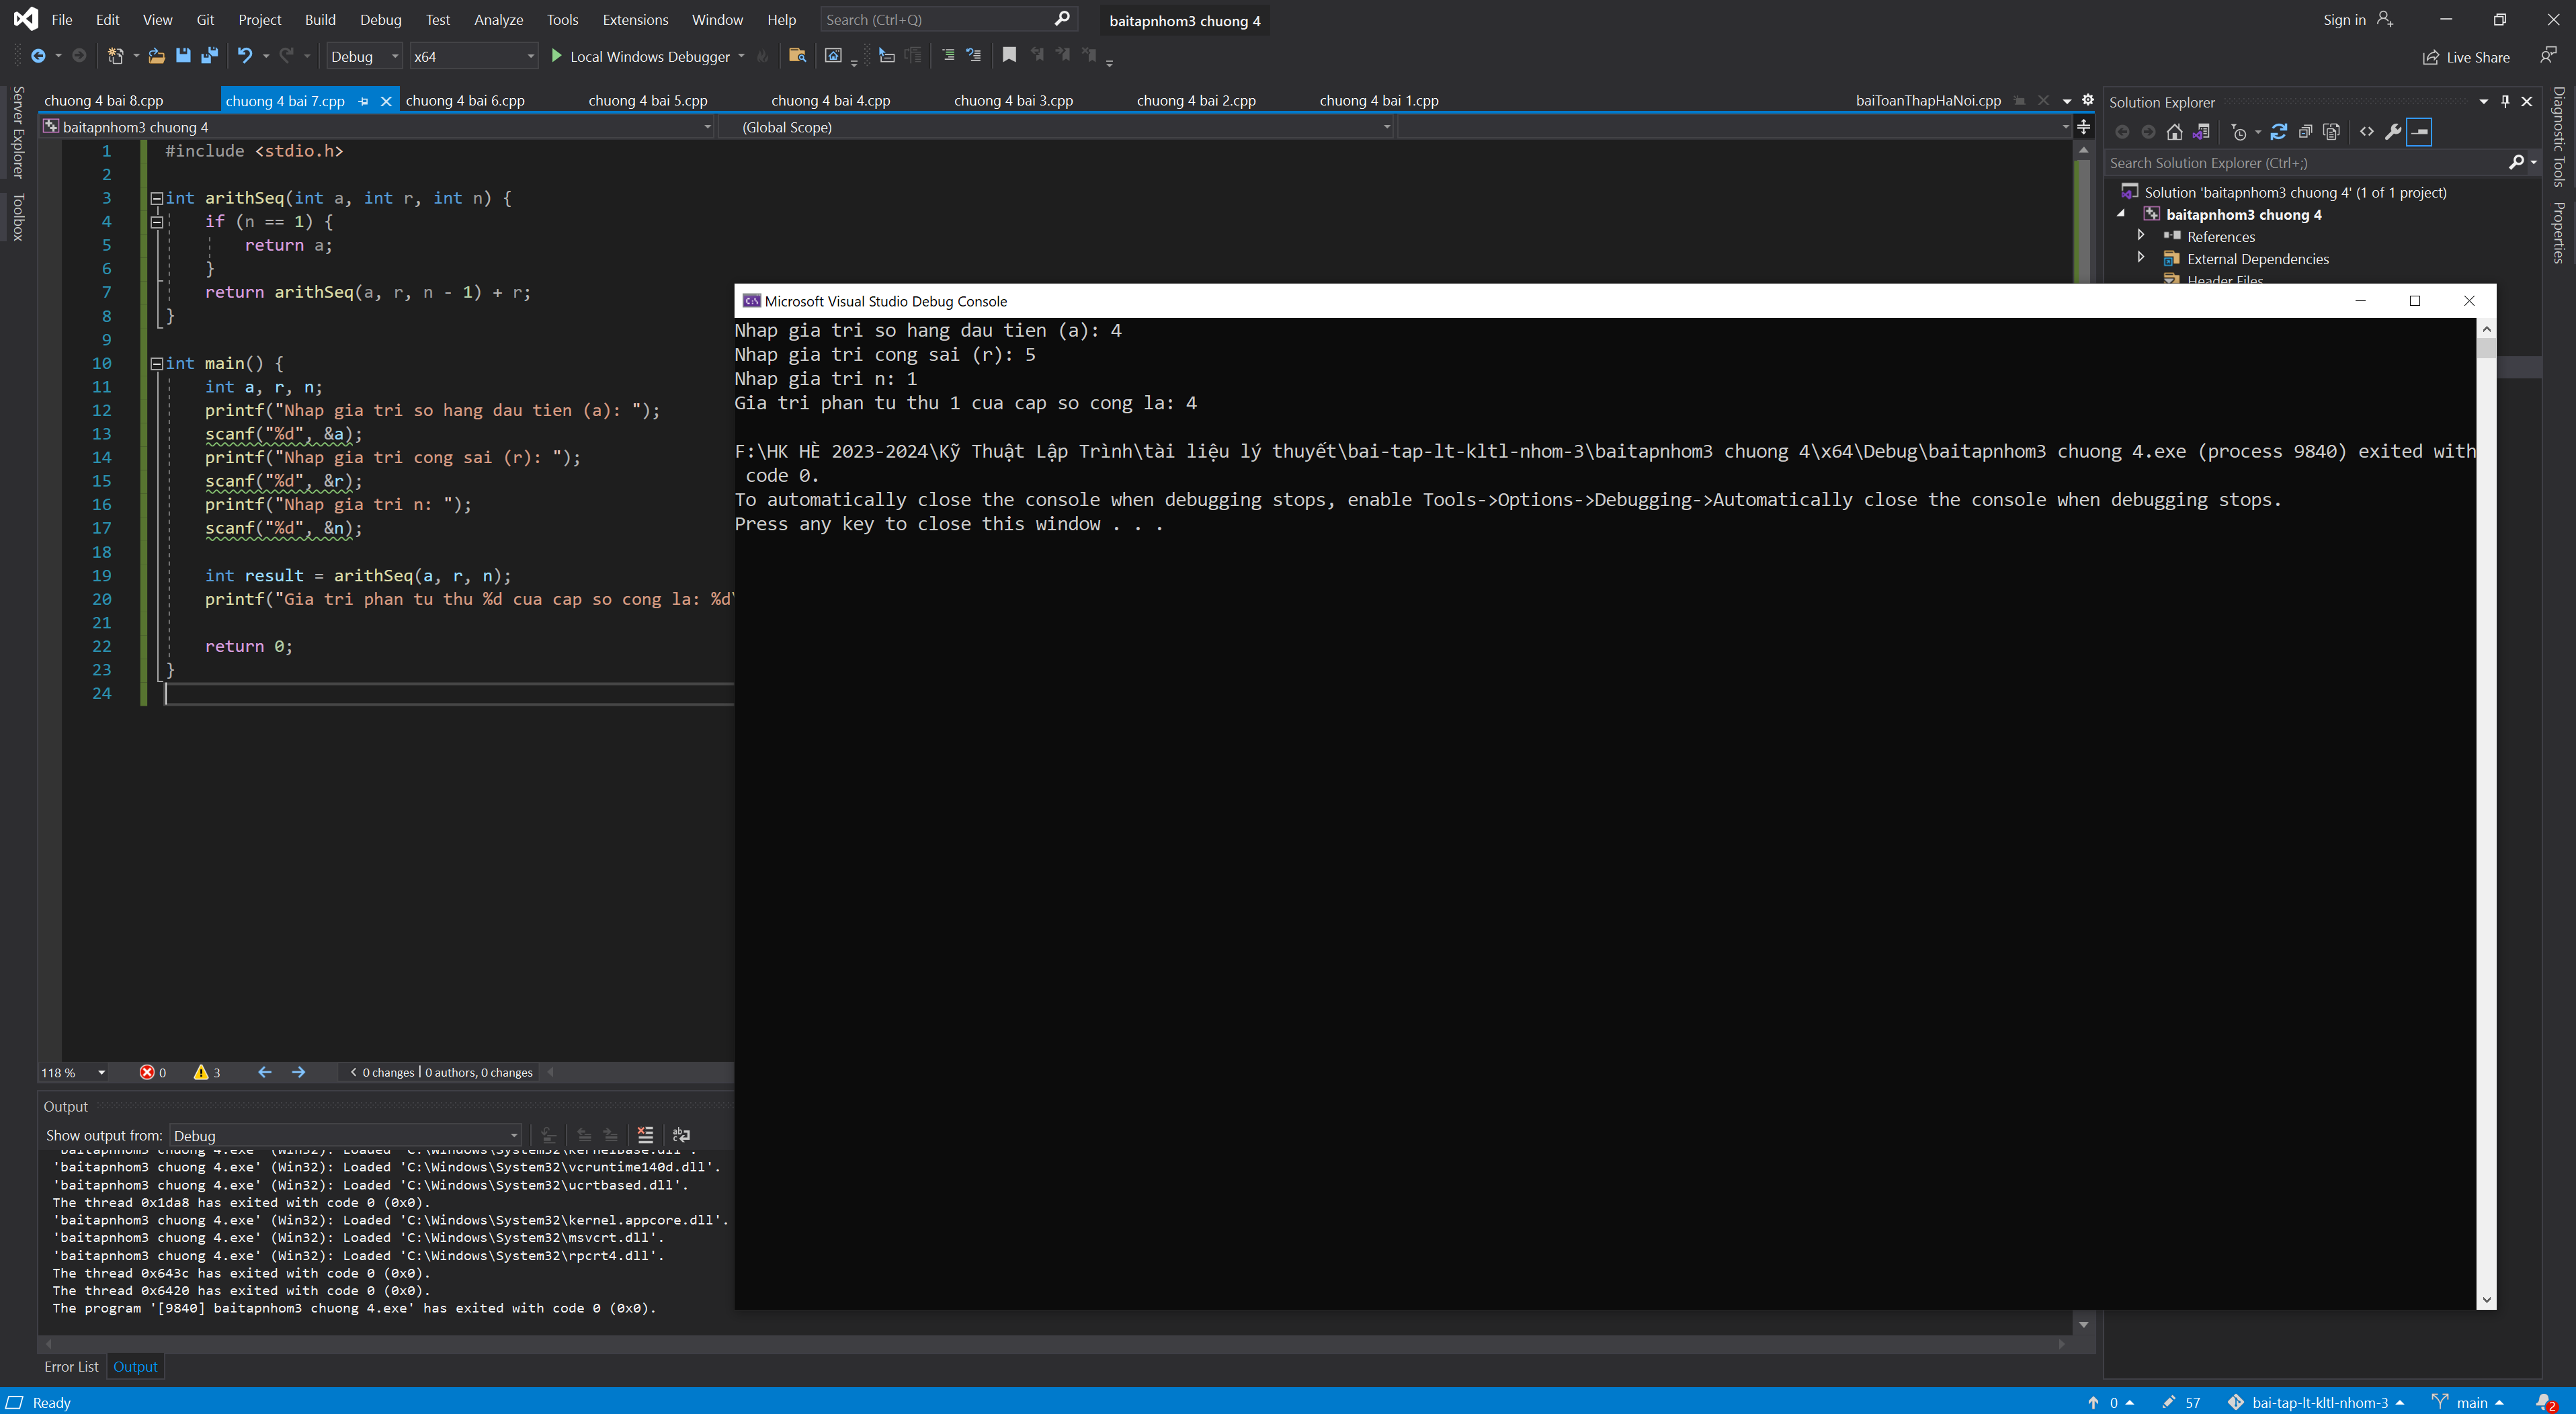 File Edit View Git Project Build Debug Test Analyze Tools Extensions Window Help Search (Ctrl+Q) baitapnhom3 chuong 4 Sign in
Debug x64 Local Windows Debugger Live Share
Server Explorer
Toolbox
chuong 4 bai 8.cpp chuong 4 bai 7.cpp chuong 4 bai 6.cpp chuong 4 bai 5.cpp chuong 4 bai 4.cpp chuong 4 bai 3.cpp chuong 4 bai 2.cpp chuong 4 bai 1.cpp baiToanThapHaNoi.cpp
baitapnhom3 chuong 4 (Global Scope)
1 #include <stdio.h>
2
3 int arithSeq(int a, int r, int n) {
4 if (n == 1) {
5 return a;
6 }
7 return arithSeq(a, r, n - 1) + r;
8 }
9
10 int main() {
11 int a, r, n;
12 printf("Nhap gia tri so hang dau tien (a): ");
13 scanf("%d", &a);
14 printf("Nhap gia tri cong sai (r): ");
15 scanf("%d", &r);
16 printf("Nhap gia tri n: ");
17 scanf("%d", &n);
18
19 int result = arithSeq(a, r, n);
20 printf("Gia tri phan tu thu %d cua cap so cong la: %d\
21
22 return 0;
23 }
24
Microsoft Visual Studio Debug Console
Nhap gia tri so hang dau tien (a): 4
Nhap gia tri cong sai (r): 5
Nhap gia tri n: 1
Gia tri phan tu thu 1 cua cap so cong la: 4
F:\HK HÈ 2023-2024\Kỹ Thuật Lập Trình\tài liệu lý thuyết\bai-tap-lt-kltl-nhom-3\baitapnhom3 chuong 4\x64\Debug\baitapnhom3 chuong 4.exe (process 9840) exited with
code 0.
To automatically close the console when debugging stops, enable Tools->Options->Debugging->Automatically close the console when debugging stops.
Press any key to close this window . . .
Solution Explorer
Search Solution Explorer (Ctrl+;)
Solution 'baitapnhom3 chuong 4' (1 of 1 project)
baitapnhom3 chuong 4
References
External Dependencies
Header Files
Diagnostic Tools
Properties
118 % 0 3 0 changes | 0 authors, 0 changes
Output
Show output from: Debug
'baitapnhom3 chuong 4.exe' (Win32): Loaded 'C:\Windows\System32\KernelBase.dll'.
'baitapnhom3 chuong 4.exe' (Win32): Loaded 'C:\Windows\System32\vcruntime140d.dll'.
'baitapnhom3 chuong 4.exe' (Win32): Loaded 'C:\Windows\System32\ucrtbased.dll'.
The thread 0x1da8 has exited with code 0 (0x0).
'baitapnhom3 chuong 4.exe' (Win32): Loaded 'C:\Windows\System32\kernel.appcore.dll'.
'baitapnhom3 chuong 4.exe' (Win32): Loaded 'C:\Windows\System32\msvcrt.dll'.
'baitapnhom3 chuong 4.exe' (Win32): Loaded 'C:\Windows\System32\rpcrt4.dll'.
The thread 0x643c has exited with code 0 (0x0).
The thread 0x6420 has exited with code 0 (0x0).
The program '[9840] baitapnhom3 chuong 4.exe' has exited with code 0 (0x0).
Error List Output
Ready 0 57 bai-tap-lt-kltl-nhom-3 main 2